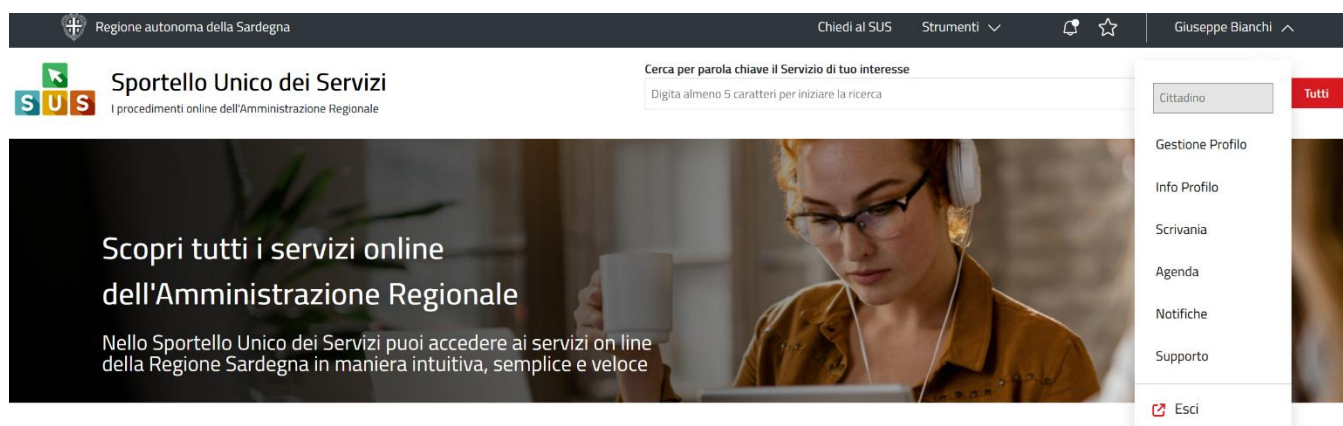 Regione autonoma della Sardegna
Chiedi al SUS
Strumenti
Giuseppe Bianchi
SUS
Sportello Unico dei Servizi
I procedimenti online dell'Amministrazione Regionale
Cerca per parola chiave il Servizio di tuo interesse
Digita almeno 5 caratteri per iniziare la ricerca
Tutti
Cittadino
Gestione Profilo
Info Profilo
Scrivania
Agenda
Notifiche
Supporto
Esci
Scopri tutti i servizi online
dell'Amministrazione Regionale
Nello Sportello Unico dei Servizi puoi accedere ai servizi on line
della Regione Sardegna in maniera intuitiva, semplice e veloce